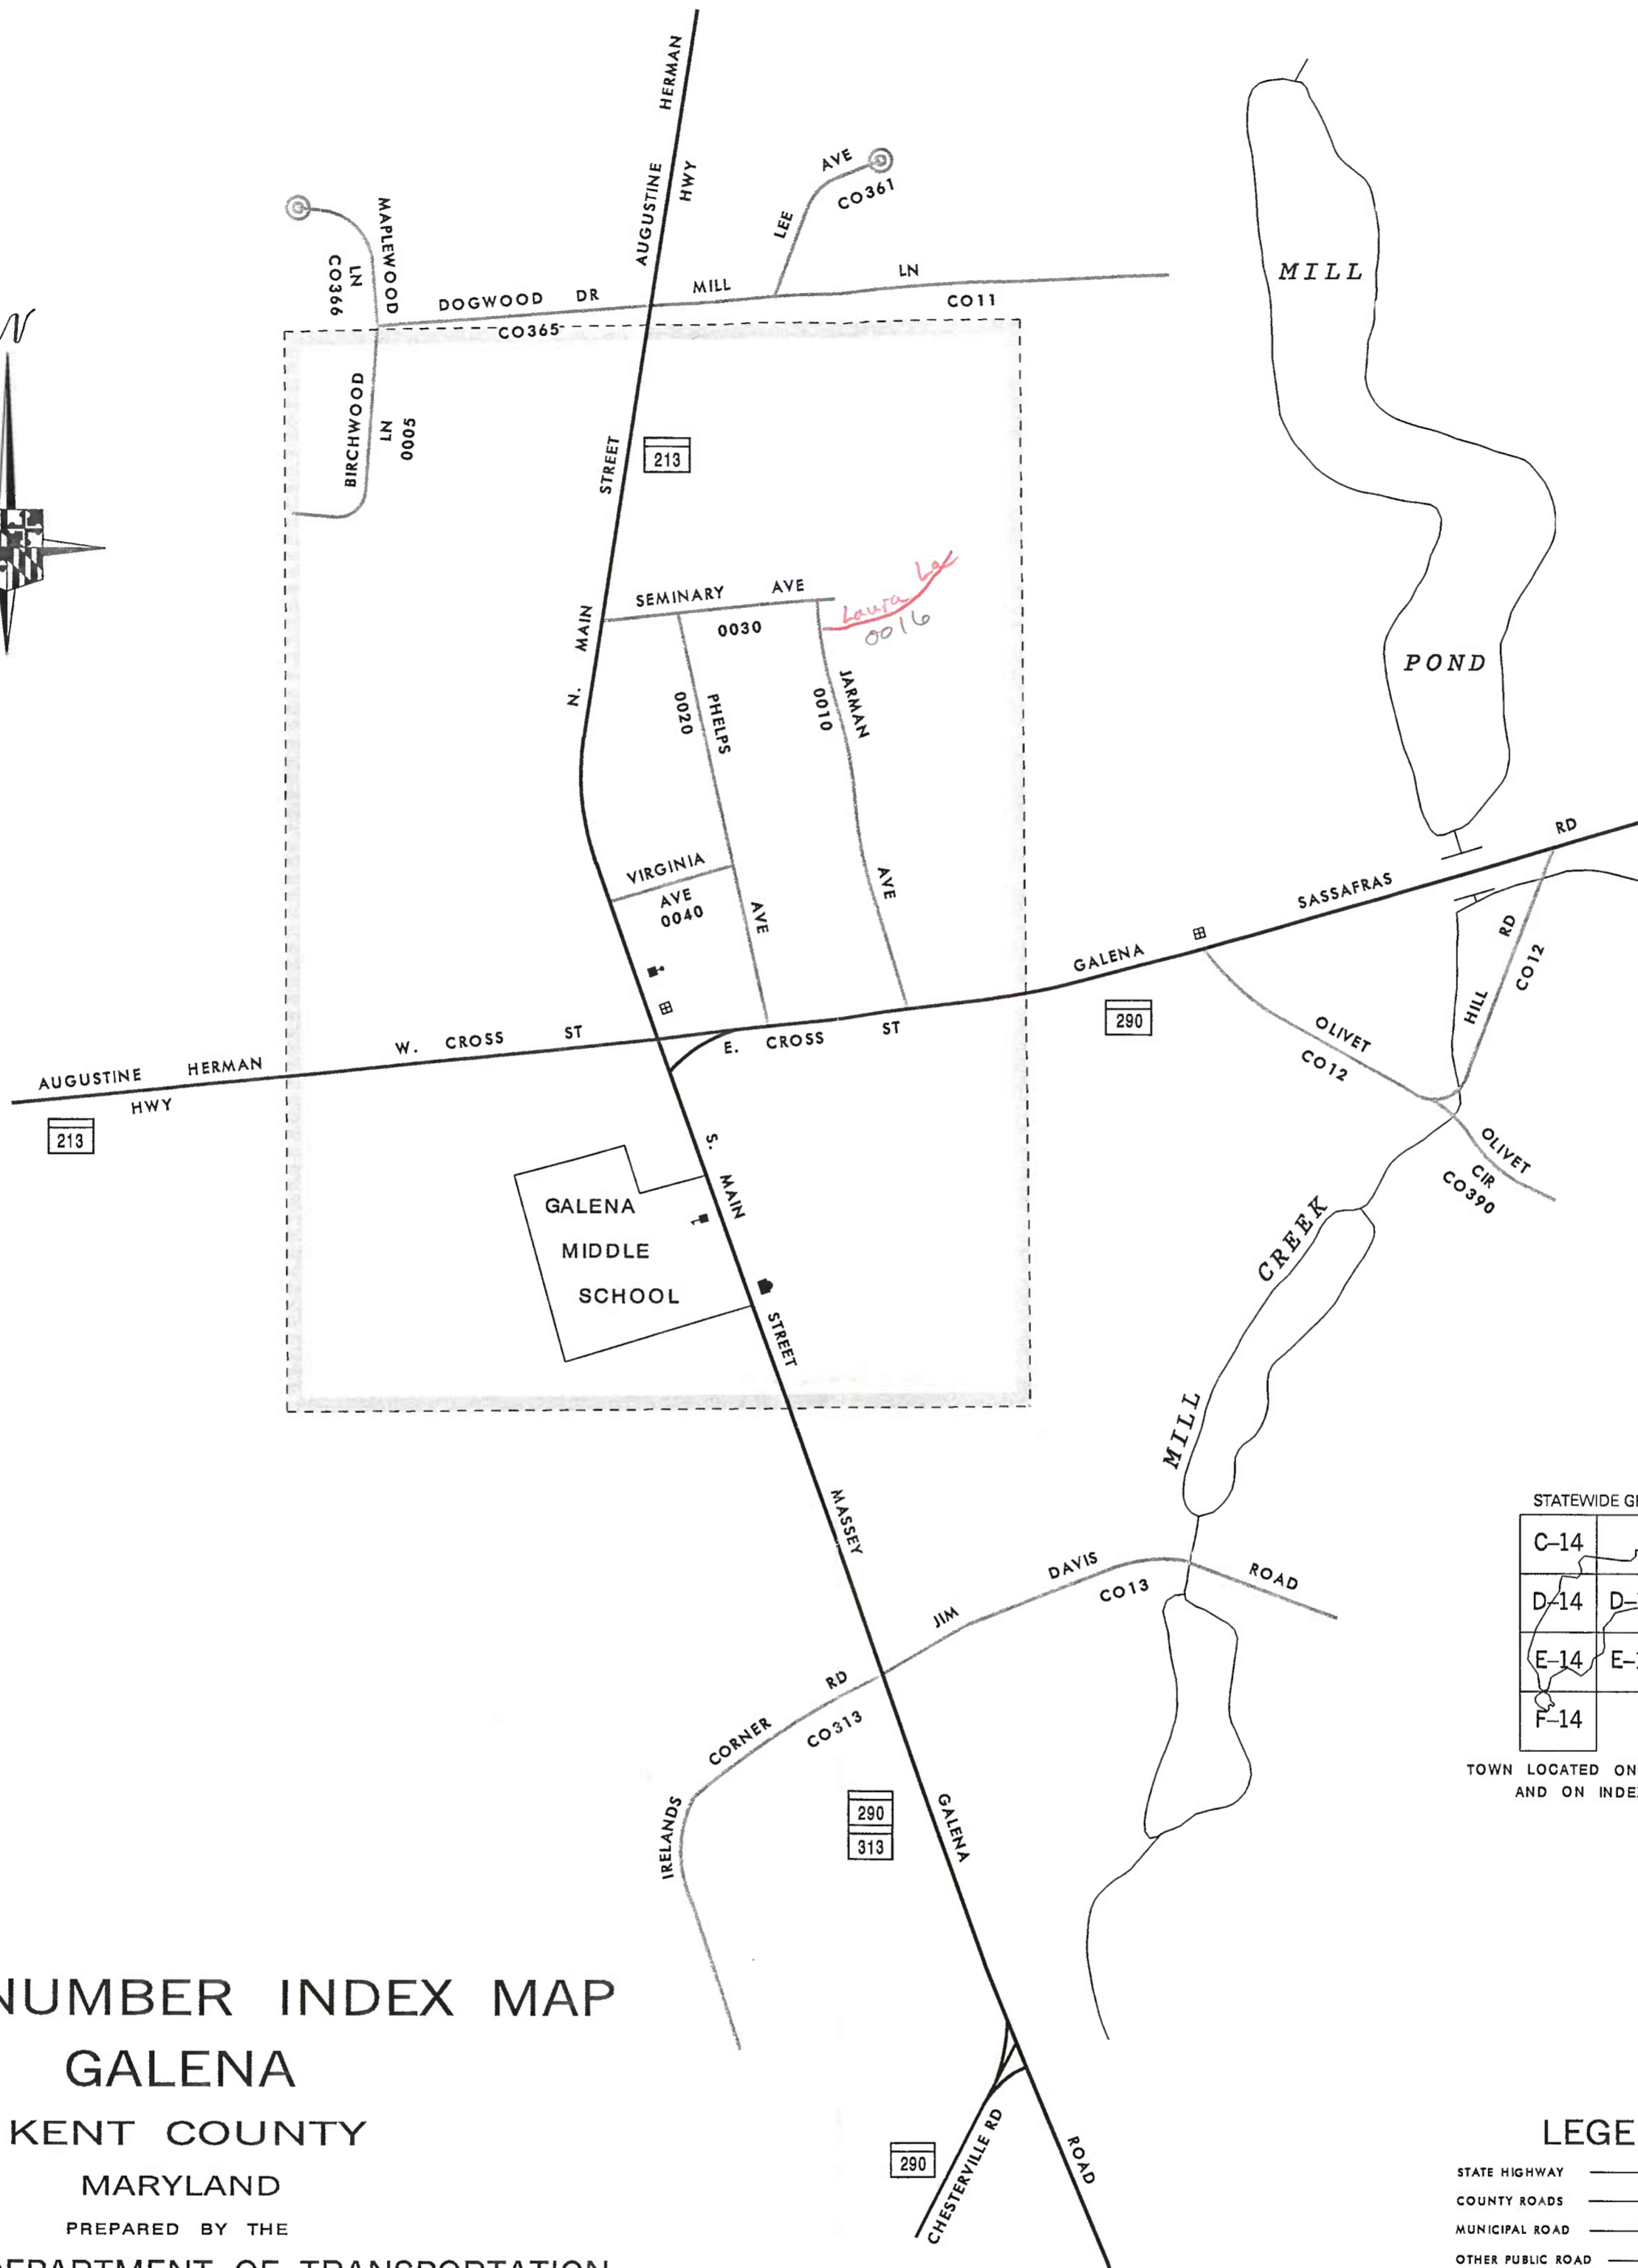 HERMAN
AUGUSTINE
HWY
AVE
LEE
CO361
MAPLEWOOD
LN
CO366
DOGWOOD DR
CO365
MILL LN
CO11
N
BIRCHWOOD
LN
0005
STREET
213
MAIN
N.
SEMINARY AVE
0030
Laura La
0016
PHELPS
0020
JARMAN
0010
VIRGINIA
AVE
0040
AVE
AVE
MILL
POND
SASSAFRAS
RD
GALENA
290
OLIVET
CO12
HILL
RD
CO12
OLIVET
CIR
CO390
AUGUSTINE HERMAN
HWY
213
W. CROSS ST
E. CROSS ST
S.
MAIN
STREET
GALENA
MIDDLE
SCHOOL
CREEK
MILL
MASSEY
JIM DAVIS ROAD
CO13
IRELANDS CORNER RD
CO313
290
313
GALENA
ROAD
290
CHESTERVILLE RD
STATEWIDE
C-14
D-14
E-14
F-14
TOWN LOCATED ON
AND ON
NUMBER INDEX MAP
GALENA
KENT COUNTY
MARYLAND
PREPARED BY THE
DEPARTMENT OF TRANSPORTATION
STATE HIGHWAY
COUNTY ROADS
MUNICIPAL ROAD
OTHER PUBLIC ROAD